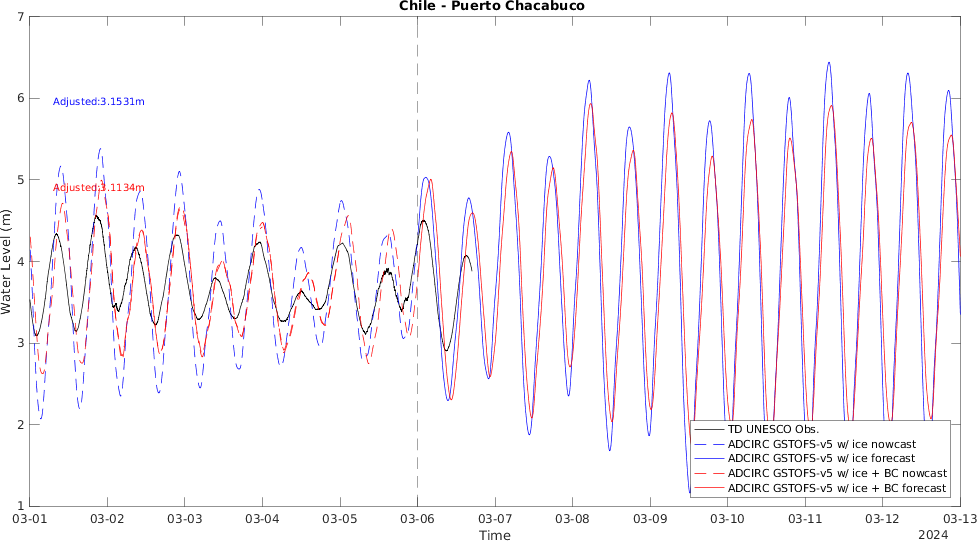 Chile - Puerto Chacabuco
7
6
5
4
3
2
1
Water Level (m)
Adjusted:3.1531m
Adjusted:3.1134m
TD UNESCO Obs.
ADCIRC GSTOFS-v5 w/ ice nowcast
ADCIRC GSTOFS-v5 w/ ice forecast
ADCIRC GSTOFS-v5 w/ ice + BC nowcast
ADCIRC GSTOFS-v5 w/ ice + BC forecast
03-01 03-02 03-03 03-04 03-05 03-06 03-07 03-08 03-09 03-10 03-11 03-12 03-13
Time
2024